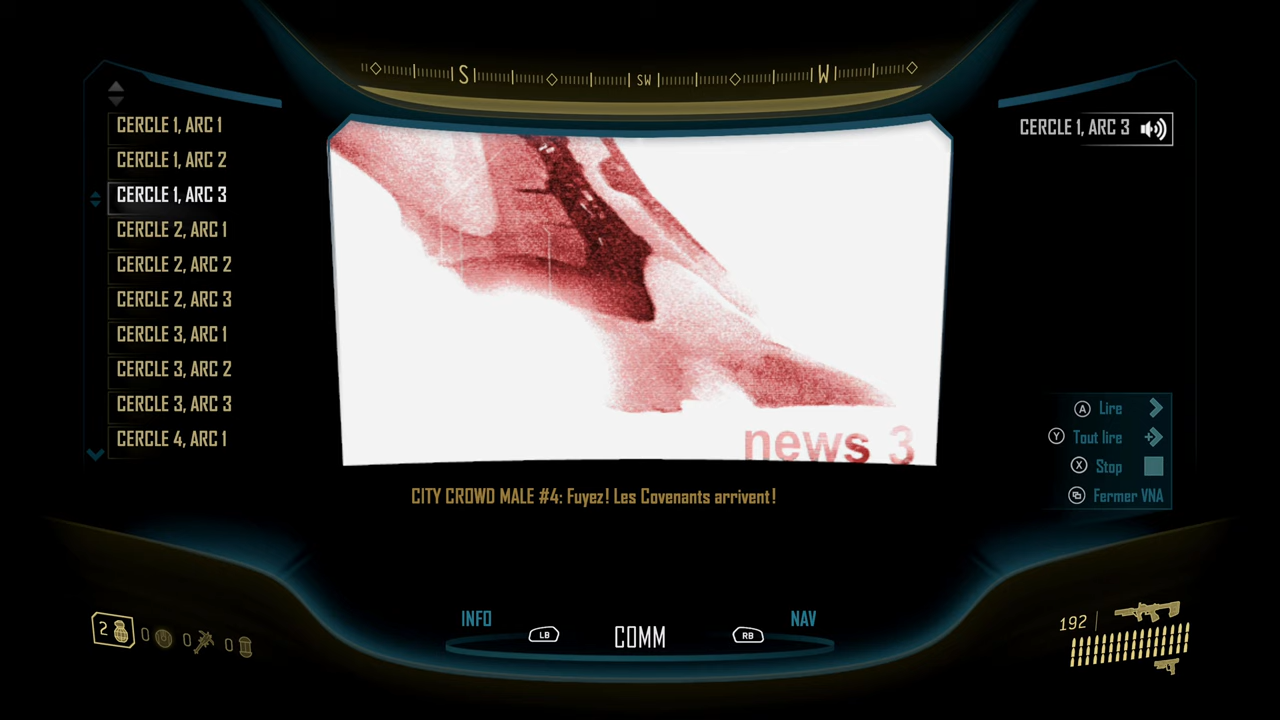 S SW W
CERCLE 1, ARC 1
CERCLE 1, ARC 2
CERCLE 1, ARC 3
CERCLE 2, ARC 1
CERCLE 2, ARC 2
CERCLE 2, ARC 3
CERCLE 3, ARC 1
CERCLE 3, ARC 2
CERCLE 3, ARC 3
CERCLE 4, ARC 1
CERCLE 1, ARC 3
news 3
A Lire
Y Tout lire
X Stop
Fermer VNA
CITY CROWD MALE #4: Fuyez! Les Covenants arrivent!
INFO
LB
COMM
RB
NAV
2 0 0 0
192